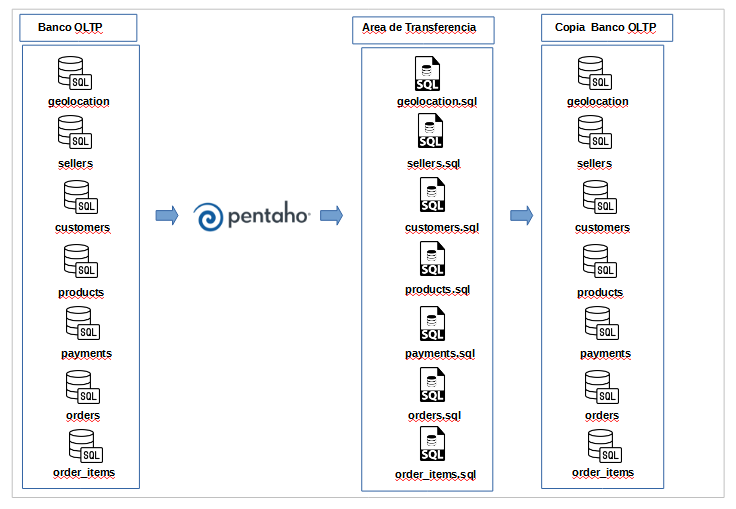 Banco OLTP
SQL
geolocation
SQL
sellers
SQL
customers
SQL
products
SQL
payments
SQL
orders
SQL
order_items
pentaho
Area de Transferencia
SQL
geolocation.sql
SQL
sellers.sql
SQL
customers.sql
SQL
products.sql
SQL
payments.sql
SQL
orders.sql
SQL
order_items.sql
Copia Banco OLTP
SQL
geolocation
SQL
sellers
SQL
customers
SQL
products
SQL
payments
SQL
orders
SQL
order_items